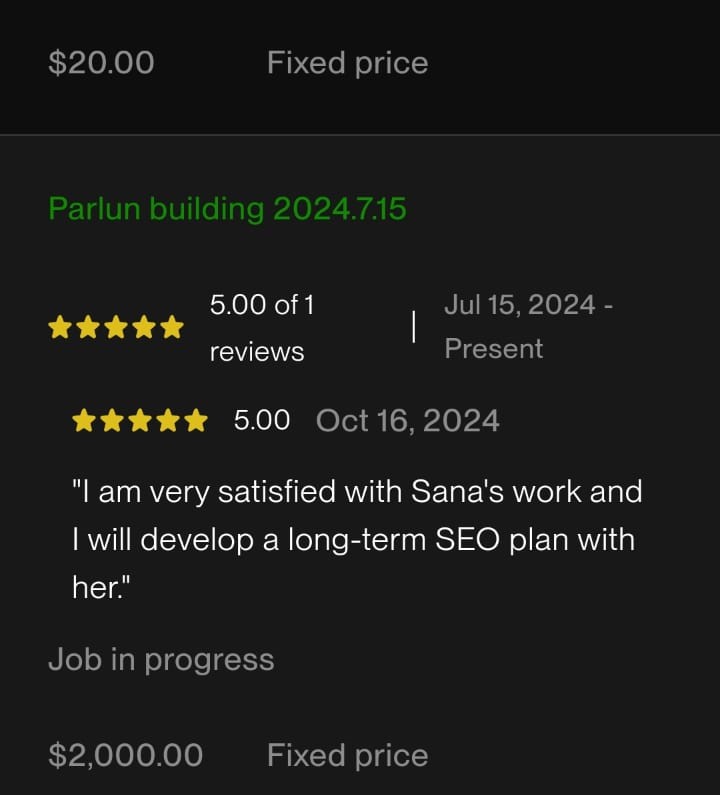 $20.00 Fixed price
Parlun building 2024.7.15
5.00 of 1
reviews
Jul 15, 2024 -
Present
5.00 Oct 16, 2024
"I am very satisfied with Sana's work and
I will develop a long-term SEO plan with
her."
Job in progress
$2,000.00 Fixed price